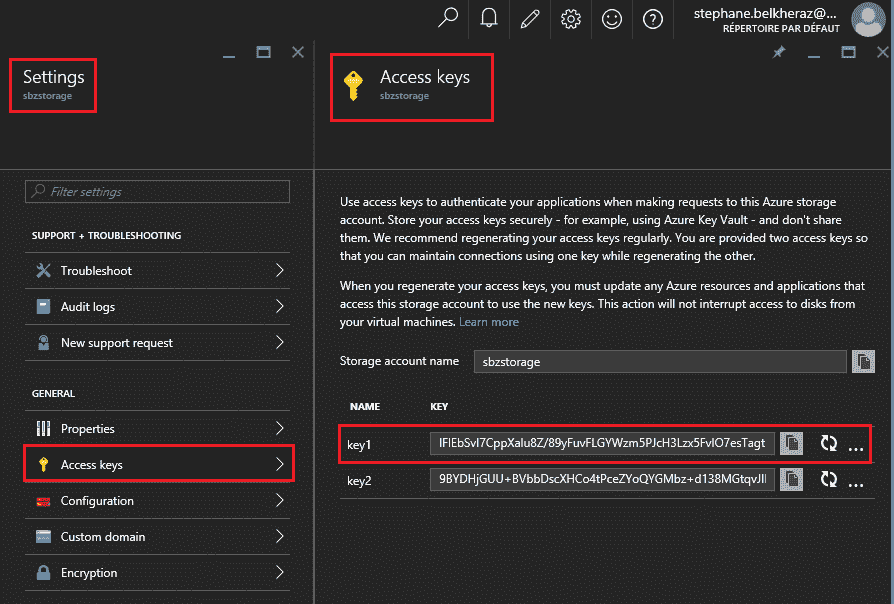 stephane.belkheraz@...
RÉPERTOIRE PAR DÉFAUT
Settings
sbzstorage
Filter settings
SUPPORT + TROUBLESHOOTING
Troubleshoot
Audit logs
New support request
GENERAL
Properties
Access keys
Configuration
Custom domain
Encryption
Access keys
sbzstorage
Use access keys to authenticate your applications when making requests to this Azure storage
account. Store your access keys securely - for example, using Azure Key Vault - and don't share
them. We recommend regenerating your access keys regularly. You are provided two access keys so
that you can maintain connections using one key while regenerating the other.
When you regenerate your access keys, you must update any Azure resources and applications that
access this storage account to use the new keys. This action will not interrupt access to disks from
your virtual machines. Learn more
Storage account name sbzstorage
NAME KEY
key1
key2